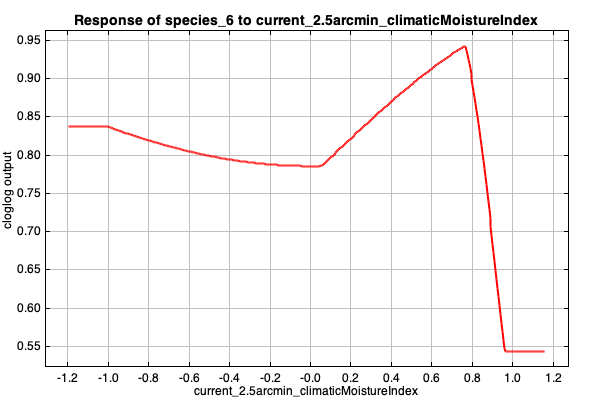 Response of species_6 to current_2.5arcmin_climaticMoistureIndex
cloglog output
0.95
0.90
0.85
0.80
0.75
0.70
0.65
0.60
0.55
-1.2 -1.0 -0.8 -0.6 -0.4 -0.2 -0.0 0.2 0.4 0.6 0.8 1.0 1.2
current_2.5arcmin_climaticMoistureIndex